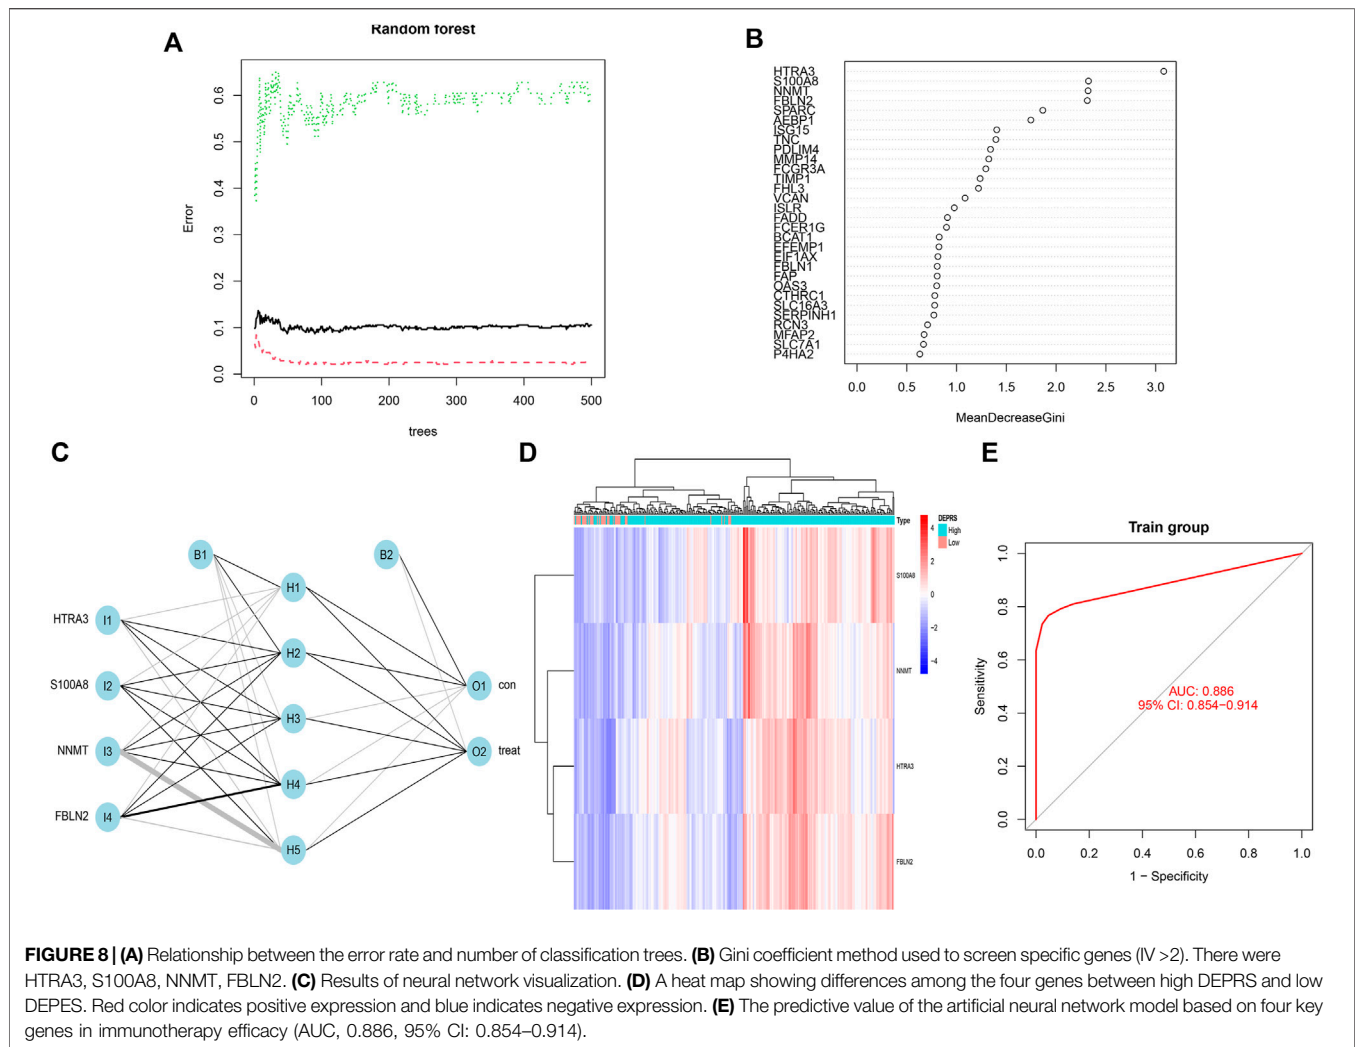 A
Random forest
Error
0.0
0.1
0.2
0.3
0.4
0.5
0.6
0
100
200
300
400
500
trees
B
HTRA3
S100A8
NNMT
FBLN2
SPARC
AEBP1
ISG15
TNC
PDLIM4
MMP14
FCGR3A
TIMP1
FHL3
VCAN
ISLR
FADD
FCER1G
BCAT1
EFEMP1
EIF1AX
FBLN1
FAP
OAS3
CTHRC1
SLC16A3
SERPINH1
RCN3
MFAP2
SLC7A1
P4HA2
0.0
0.5
1.0
1.5
2.0
2.5
3.0
MeanDecreaseGini
C
B1
B2
HTRA3
I1
S100A8
I2
NNMT
I3
FBLN2
I4
H1
H2
H3
H4
H5
O1
con
O2
treat
D
Type
S100A8
NNMT
HTRA3
FBLN2
4
2
0
−2
−4
DEPRS
High
Low
E
Train group
Sensitivity
0.0
0.2
0.4
0.6
0.8
1.0
AUC: 0.886
95% CI: 0.854−0.914
0.0
0.2
0.4
0.6
0.8
1.0
1 − Specificity
FIGURE 8 | (A) Relationship between the error rate and number of classification trees. (B) Gini coefficient method used to screen specific genes (IV >2). There were
HTRA3, S100A8, NNMT, FBLN2. (C) Results of neural network visualization. (D) A heat map showing differences among the four genes between high DEPRS and low
DEPES. Red color indicates positive expression and blue indicates negative expression. (E) The predictive value of the artificial neural network model based on four key
genes in immunotherapy efficacy (AUC, 0.886, 95% CI: 0.854–0.914).